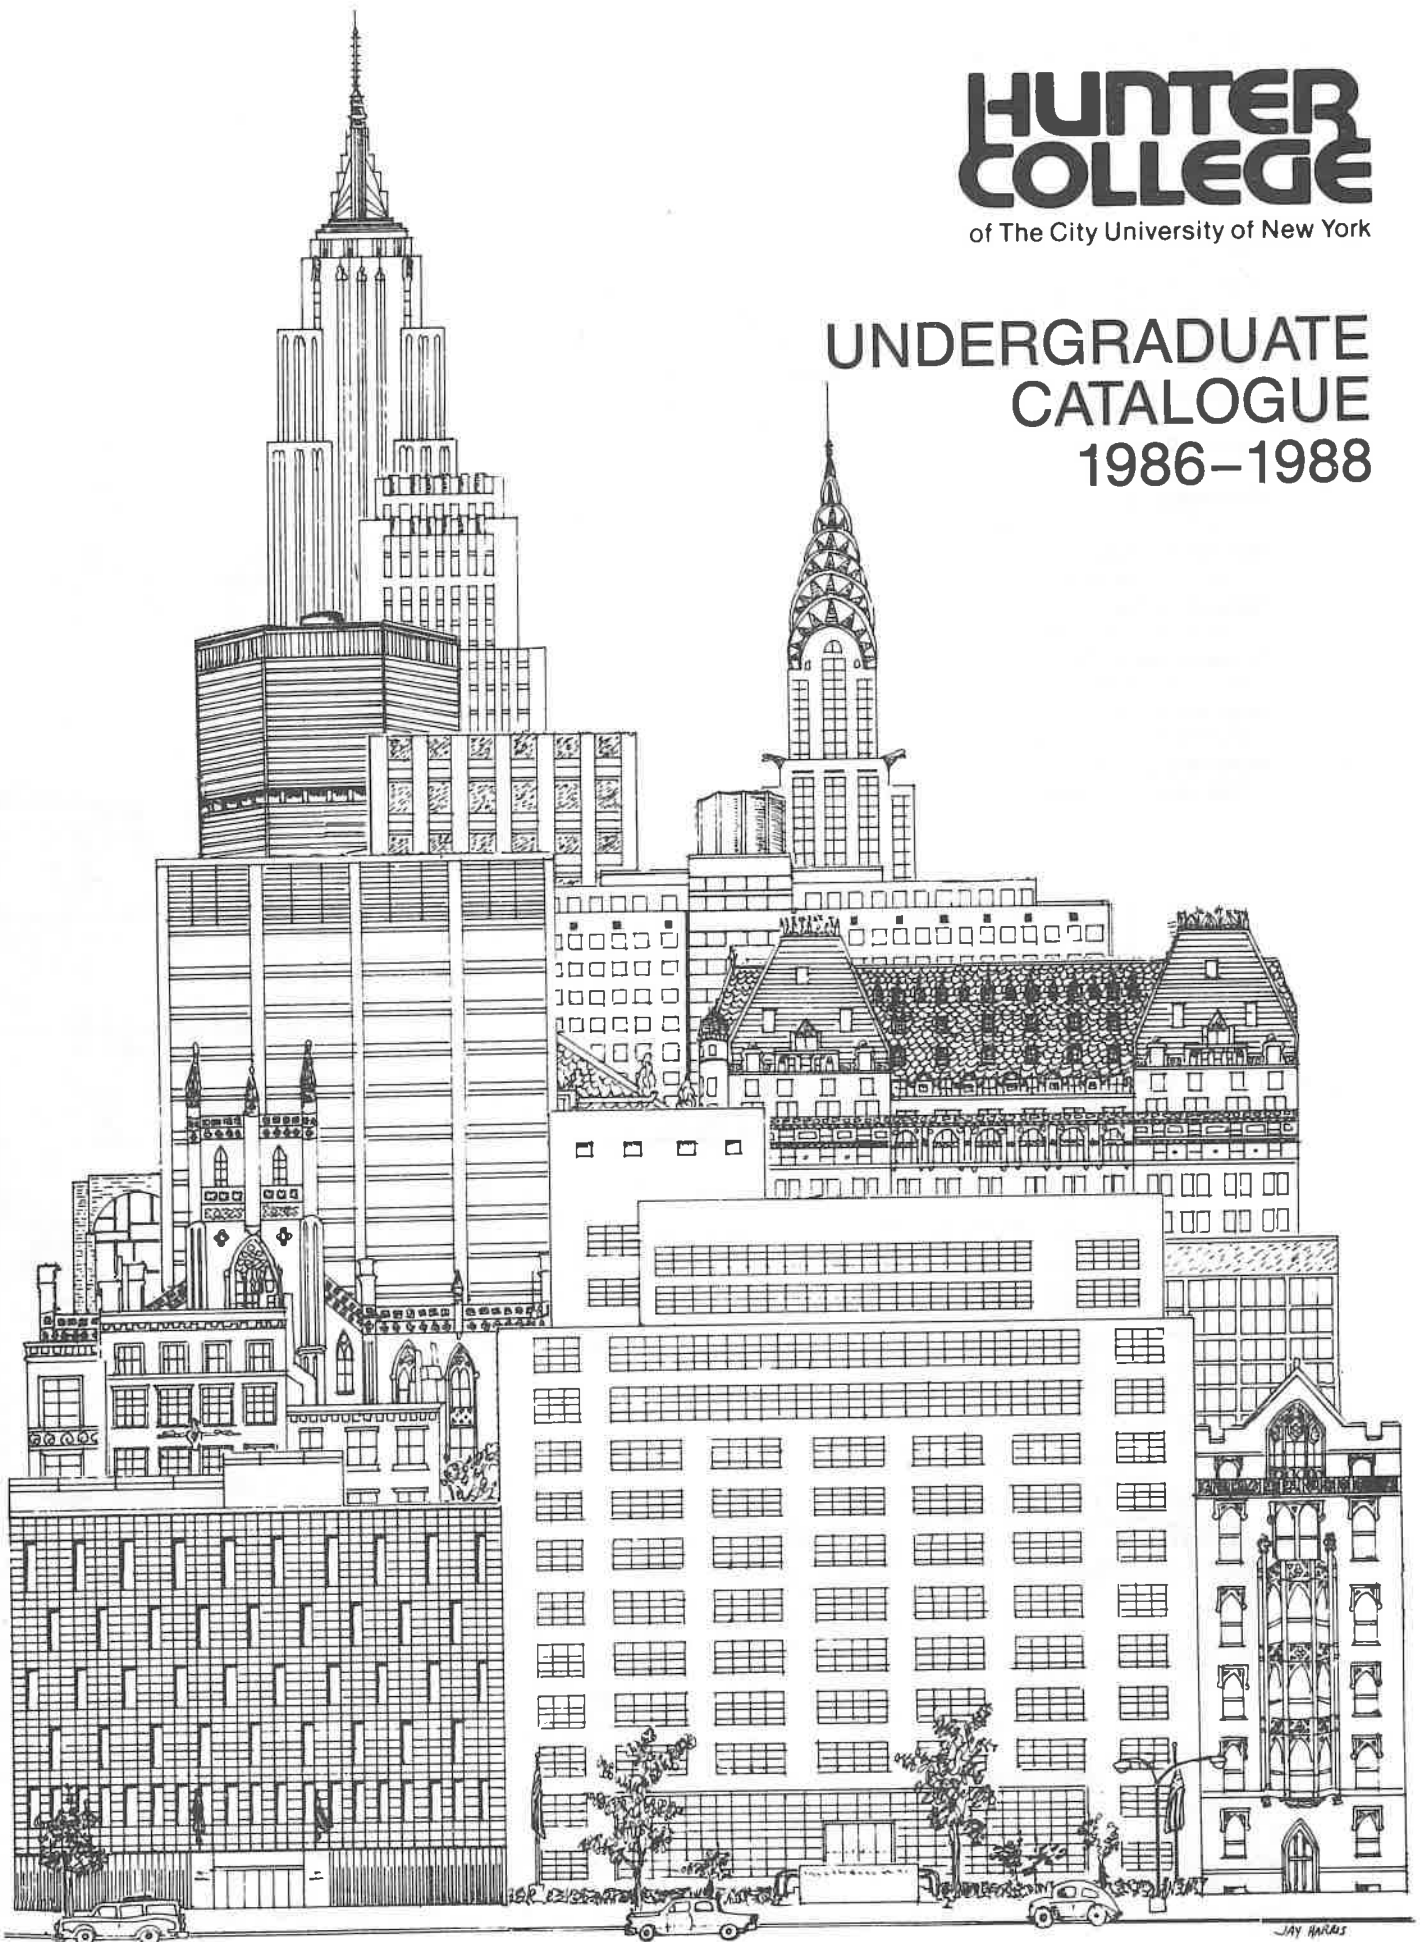 HUNTER
COLLEGE
of The City University of New York
UNDERGRADUATE
CATALOGUE
1986–1988
JAY HARRIS